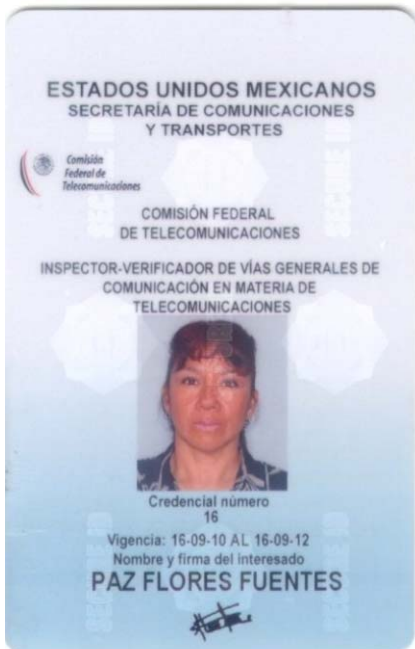 ESTADOS UNIDOS MEXICANOS
SECRETARÍA DE COMUNICACIONES
Y TRANSPORTES
Comisión
Federal de
Telecomunicaciones
COMISIÓN FEDERAL
DE TELECOMUNICACIONES
INSPECTOR-VERIFICADOR DE VÍAS GENERALES DE
COMUNICACIÓN EN MATERIA DE
TELECOMUNICACIONES
Credencial número
16
Vigencia: 16-09-10 AL 16-09-12
Nombre y firma del interesado
PAZ FLORES FUENTES